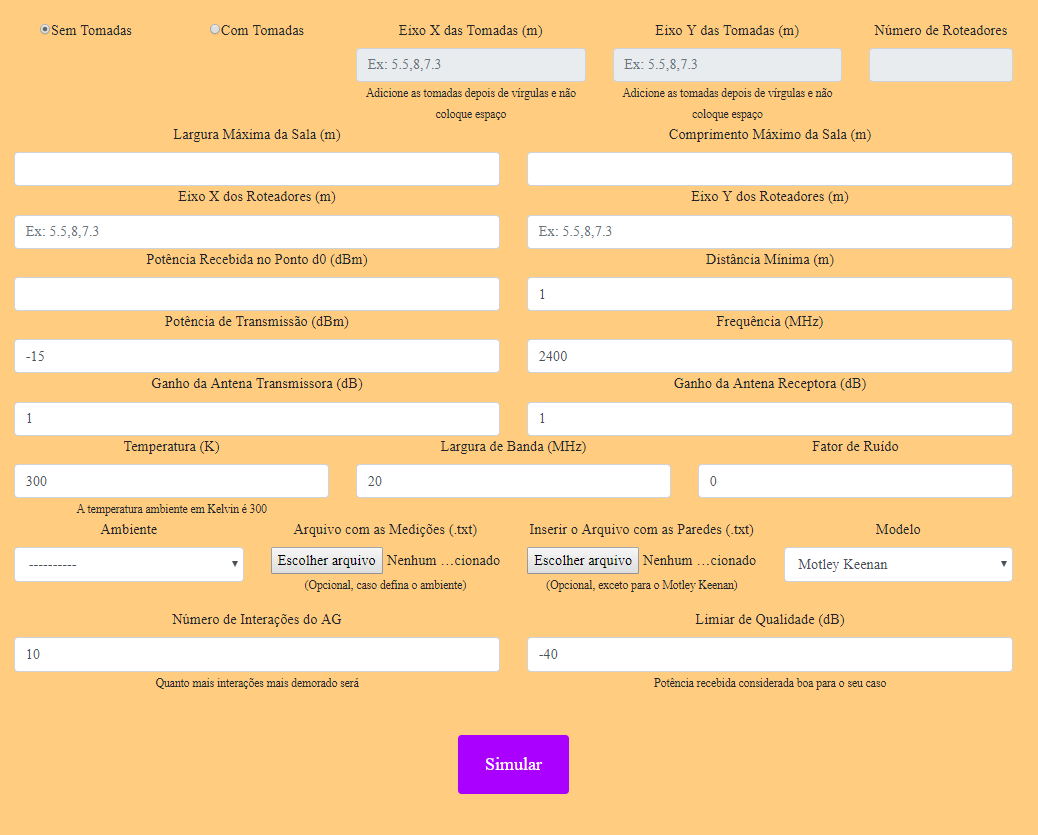 Sem Tomadas
Com Tomadas
Eixo X das Tomadas (m)
Eixo Y das Tomadas (m)
Número de Roteadores
Ex: 5.5,8,7.3
Ex: 5.5,8,7.3
Adicione as tomadas depois de vírgulas e não
coloque espaço
Adicione as tomadas depois de vírgulas e não
coloque espaço
Largura Máxima da Sala (m)
Comprimento Máximo da Sala (m)
Eixo X dos Roteadores (m)
Eixo Y dos Roteadores (m)
Ex: 5.5,8,7.3
Ex: 5.5,8,7.3
Potência Recebida no Ponto d0 (dBm)
Distância Mínima (m)
1
Potência de Transmissão (dBm)
Frequência (MHz)
-15
2400
Ganho da Antena Transmissora (dB)
Ganho da Antena Receptora (dB)
1
1
Temperatura (K)
Largura de Banda (MHz)
Fator de Ruído
300
20
0
A temperatura ambiente em Kelvin é 300
Ambiente
Arquivo com as Medições (.txt)
Inserir o Arquivo com as Paredes (.txt)
Modelo
----------
Escolher arquivo Nenhum …cionado
Escolher arquivo Nenhum …cionado
Motley Keenan
(Opcional, caso defina o ambiente)
(Opcional, exceto para o Motley Keenan)
Número de Interações do AG
Limiar de Qualidade (dB)
10
-40
Quanto mais interações mais demorado será
Potência recebida considerada boa para o seu caso
Simular